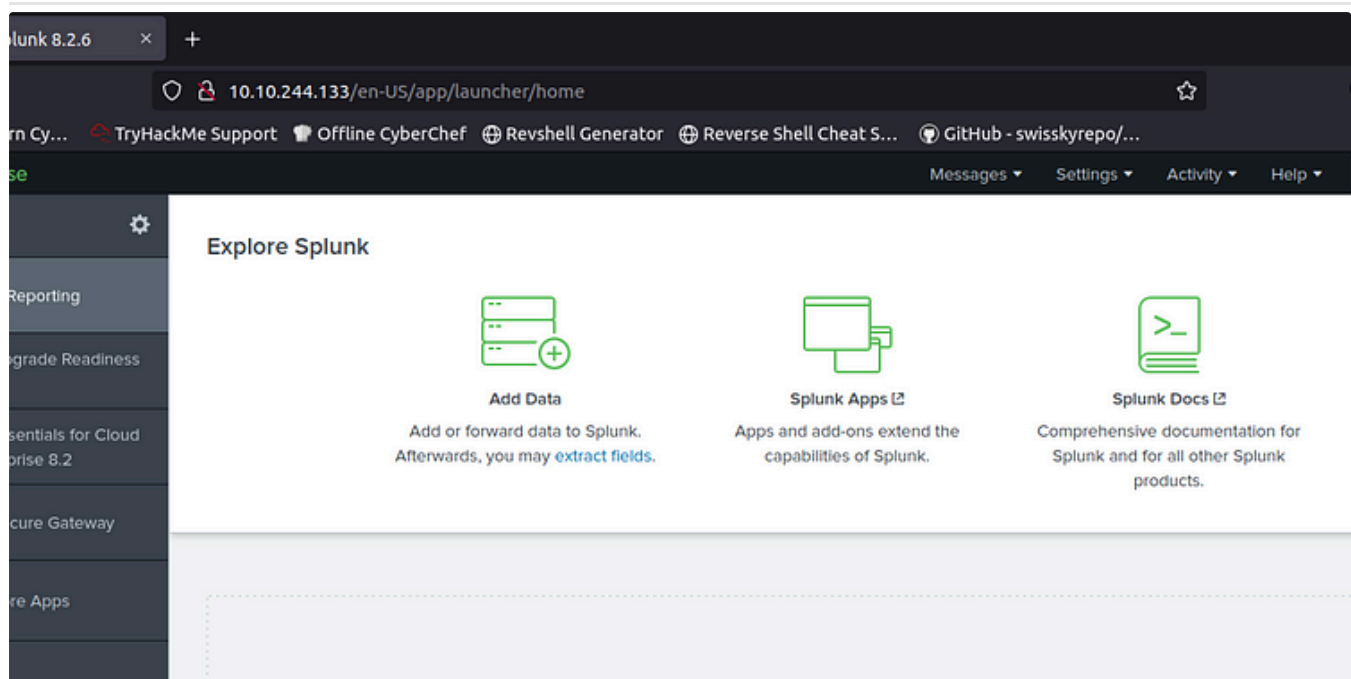 lunk 8.2.6 × +
10.10.244.133/en-US/app/launcher/home
rn Cy... TryHackMe Support Offline CyberChef Revshell Generator Reverse Shell Cheat S... GitHub - swisskyrepo/...
se Messages Settings Activity Help
Explore Splunk
Reporting
pgrade Readiness
sentials for Cloud
prise 8.2
cure Gateway
re Apps
Add Data
Add or forward data to Splunk.
Afterwards, you may extract fields.
Splunk Apps
Apps and add-ons extend the
capabilities of Splunk.
Splunk Docs
Comprehensive documentation for
Splunk and for all other Splunk
products.